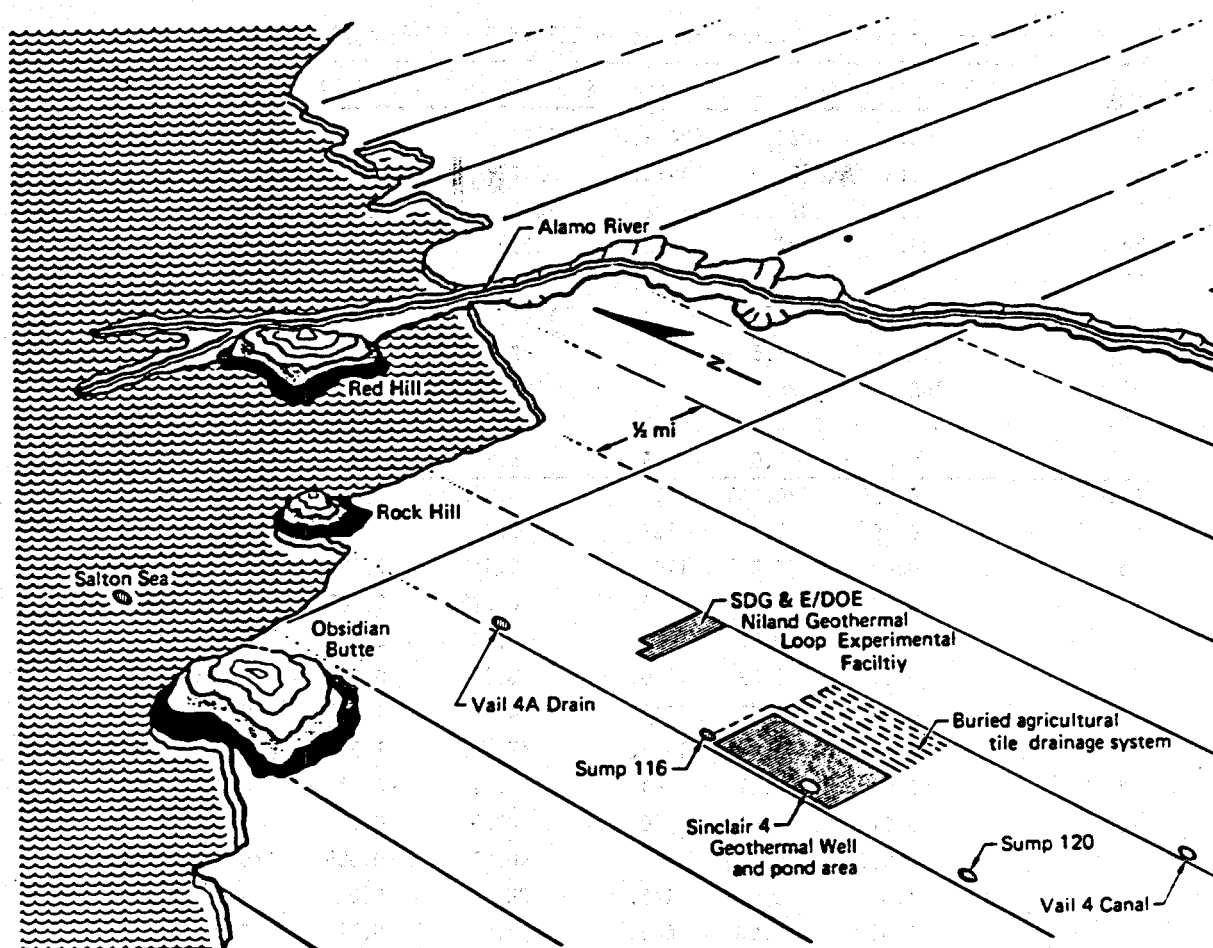 Alamo River
N
Red Hill
½ mi
Rock Hill
Salton Sea
SDG & E/DOE
Niland Geothermal
Loop Experimental
Faciltiy
Obsidian
Butte
Vail 4A Drain
Buried agricultural
tile drainage system
Sump 116
Sinclair 4
Geothermal Well
and pond area
Sump 120
Vail 4 Canal